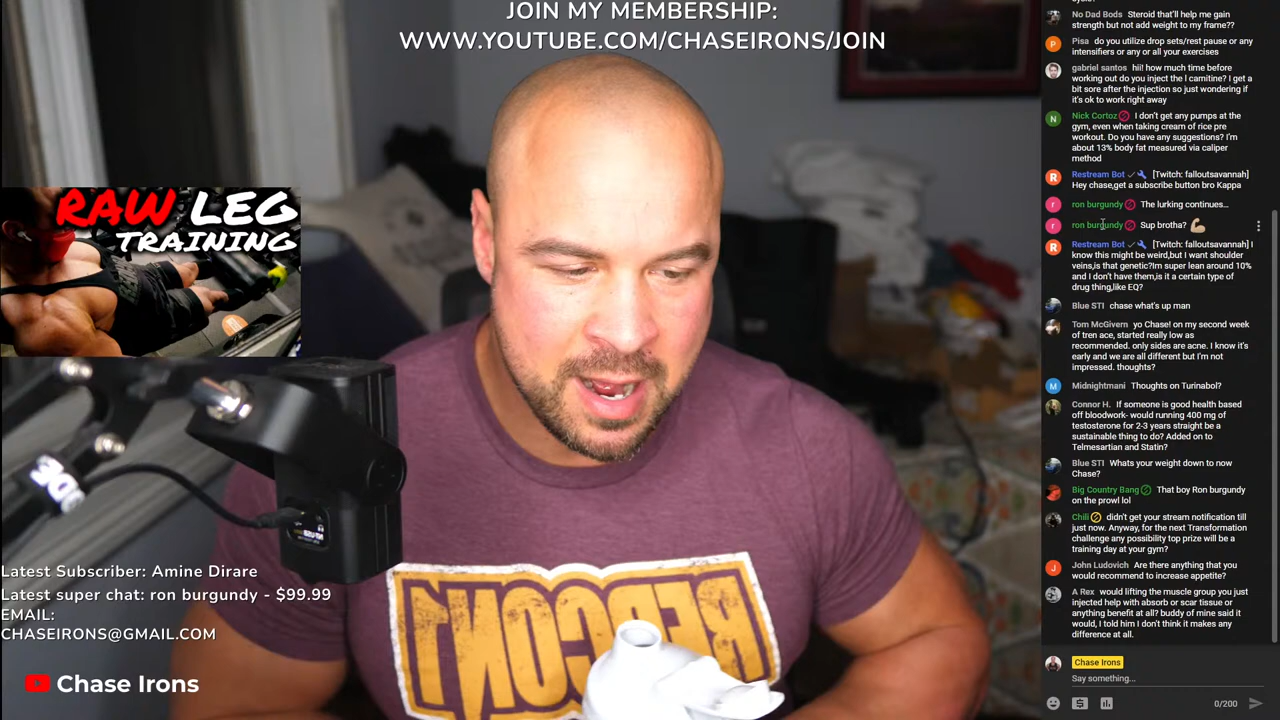 JOIN MY MEMBERSHIP:
WWW.YOUTUBE.COM/CHASEIRONS/JOIN
RAW LEG
TRAINING
Latest Subscriber: Amine Dirare
Latest super chat: ron burgundy - $99.99
EMAIL:
CHASEIRONS@GMAIL.COM
Chase Irons
REDCON1
No Dad Bods Steroid that'll help me gain
strength but not add weight to my frame??
Pisa do you utilize drop sets/rest pause or any
intensifiers or any or all your exercises
gabriel santos hii! how much time before
working out do you inject the l carnitine? I get a
bit sore after the injection so just wondering if
it's ok to work right away
N Nick Cortoz I don't get any pumps at the
gym, even when taking cream of rice pre
workout. Do you have any suggestions? I'm
about 13% body fat measured via caliper
method
Restream Bot [Twitch: falloutsavannah]
Hey chase,get a subscribe button bro Kappa
r ron burgundy The lurking continues...
r ron burgundy Sup brotha?
Restream Bot [Twitch: falloutsavannah] I
know this might be weird,but I want shoulder
veins,is that genetic?Im super lean around 10%
and I don't have them,is it a certain type of
drug thing,like EQ?
Blue STI chase what's up man
Tom McGivern yo Chase! on my second week
of tren ace, started really low as
recommended. only sides are acne. I know it's
early and we are all different but I'm not
impressed. thoughts?
M Midnightmani Thoughts on Turinabol?
Connor H. If someone is good health based
off bloodwork- would running 400 mg of
testosterone for 2-3 years straight be a
sustainable thing to do? Added on to
Telmesartian and Statin?
Blue STI Whats your weight down to now
Chase?
Big Country Bang That boy Ron burgundy
on the prowl lol
Chili didn't get your stream notification till
just now. Anyway, for the next Transformation
challenge any possibility top prize will be a
training day at your gym?
J John Ludovich Are there anything that you
would recommend to increase appetite?
A Rex would lifting the muscle group you just
injected help with absorb or scar tissue or
anything benefit at all? buddy of mine said it
would, I told him I don't think it makes any
difference at all.
Chase Irons
Say something...
0/200